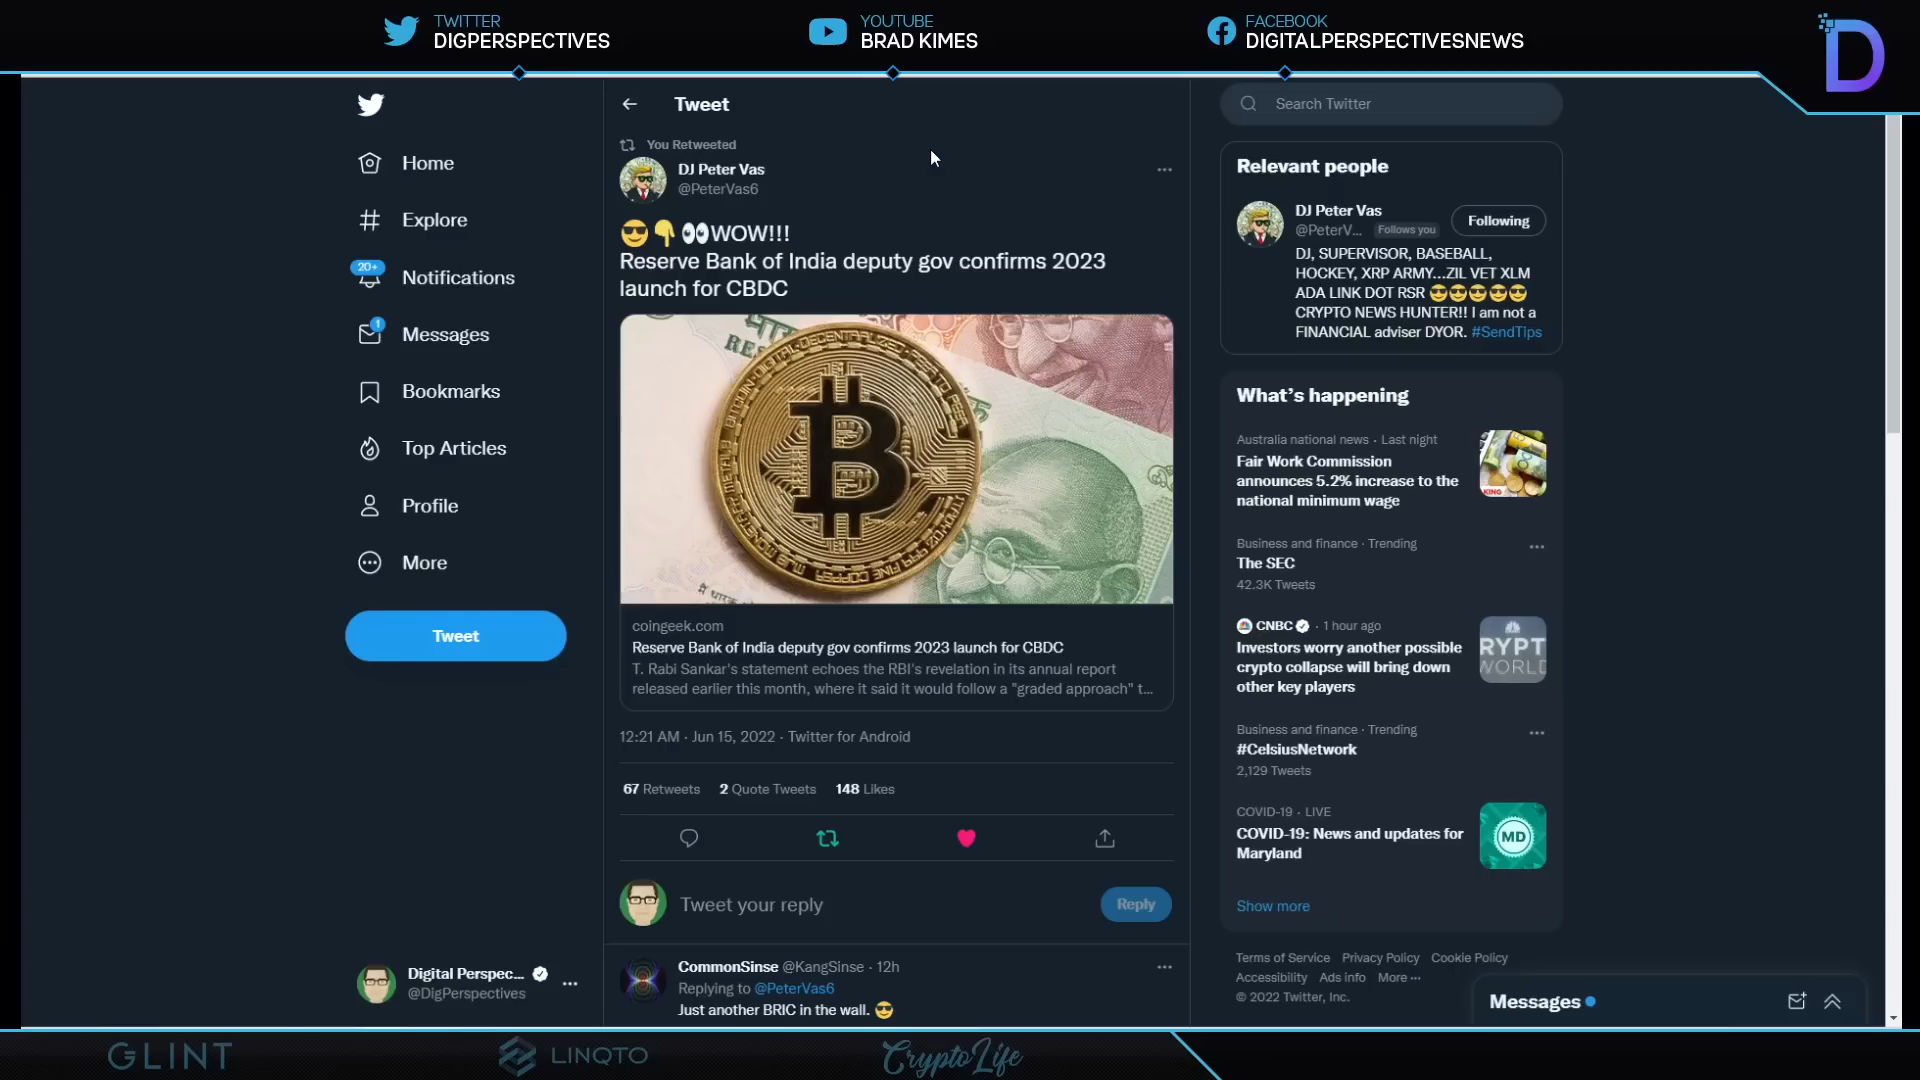 TWITTER
DIGPERSPECTIVES
YOUTUBE
BRAD KIMES
FACEBOOK
DIGITALPERSPECTIVESNEWS
D
Home
Explore
20+
Notifications
1
Messages
Bookmarks
Top Articles
Profile
More
Tweet
Digital Perspec...
@DigPerspectives
Tweet
You Retweeted
DJ Peter Vas
@PeterVas6
😎👇👀WOW!!!
Reserve Bank of India deputy gov confirms 2023
launch for CBDC
coingeek.com
Reserve Bank of India deputy gov confirms 2023 launch for CBDC
T. Rabi Sankar's statement echoes the RBI's revelation in its annual report
released earlier this month, where it said it would follow a "graded approach" t...
12:21 AM · Jun 15, 2022 · Twitter for Android
67 Retweets 2 Quote Tweets 148 Likes
Tweet your reply
Reply
CommonSinse @KangSinse · 12h
Replying to @PeterVas6
Just another BRIC in the wall. 😎
Search Twitter
Relevant people
DJ Peter Vas
@PeterV... Follows you
Following
DJ, SUPERVISOR, BASEBALL,
HOCKEY, XRP ARMY...ZIL VET XLM
ADA LINK DOT RSR 😎😎😎😎😎
CRYPTO NEWS HUNTER!! I am not a
FINANCIAL adviser DYOR. #SendTips
What's happening
Australia national news · Last night
Fair Work Commission
announces 5.2% increase to the
national minimum wage
Business and finance · Trending
The SEC
42.3K Tweets
CNBC · 1 hour ago
Investors worry another possible
crypto collapse will bring down
other key players
RYPT
WORLD
Business and finance · Trending
#CelsiusNetwork
2,129 Tweets
COVID-19 · LIVE
COVID-19: News and updates for
Maryland
MD
Show more
Terms of Service Privacy Policy Cookie Policy
Accessibility Ads info More ···
© 2022 Twitter, Inc.
Messages
GLINT
LINQTO
CryptoLife